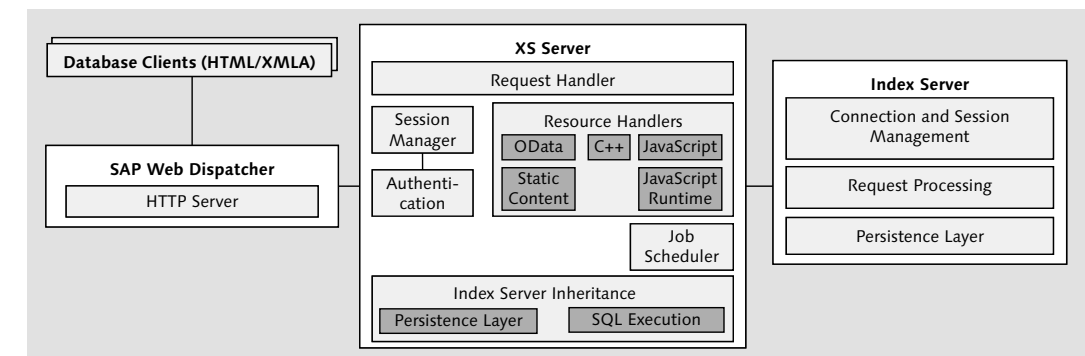 Database Clients (HTML/XMLA)
SAP Web Dispatcher
HTTP Server
XS Server
Request Handler
Session
Manager
Authenti-
cation
Resource Handlers
OData
C++
JavaScript
Static
Content
JavaScript
Runtime
Job
Scheduler
Index Server Inheritance
Persistence Layer
SQL Execution
Index Server
Connection and Session
Management
Request Processing
Persistence Layer